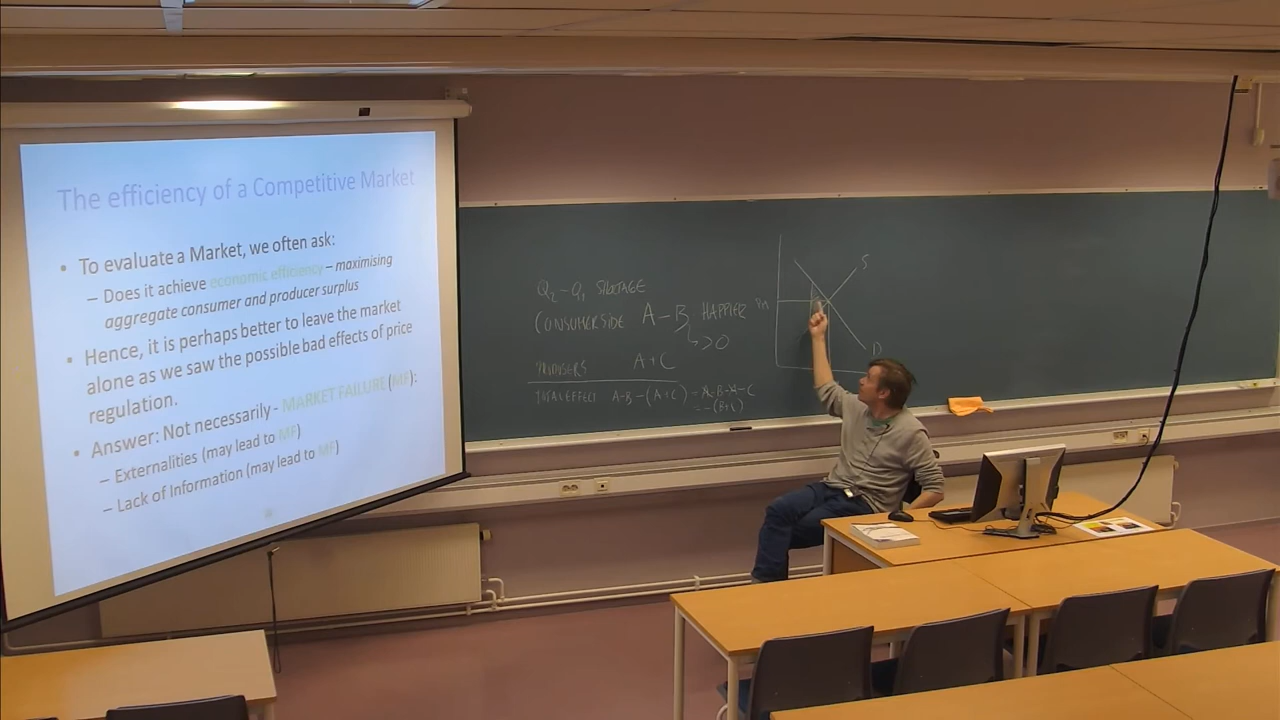 The efficiency of a Competitive Market
• To evaluate a Market, we often ask:
– Does it achieve economic efficiency – maximising
aggregate consumer and producer surplus
• Hence, it is perhaps better to leave the market
alone as we saw the possible bad effects of price
regulation.
• Answer: Not necessarily - MARKET FAILURE (MF):
– Externalities (may lead to MF)
– Lack of Information (may lead to MF)
Q2-Q1 SHORTAGE
CONSUMER SIDE A-B HAPPIER
>0
PRODUCERS A+C
TOTAL EFFECT A-B-(A+C) = A-B-A-C
= -(B+C)
S
D